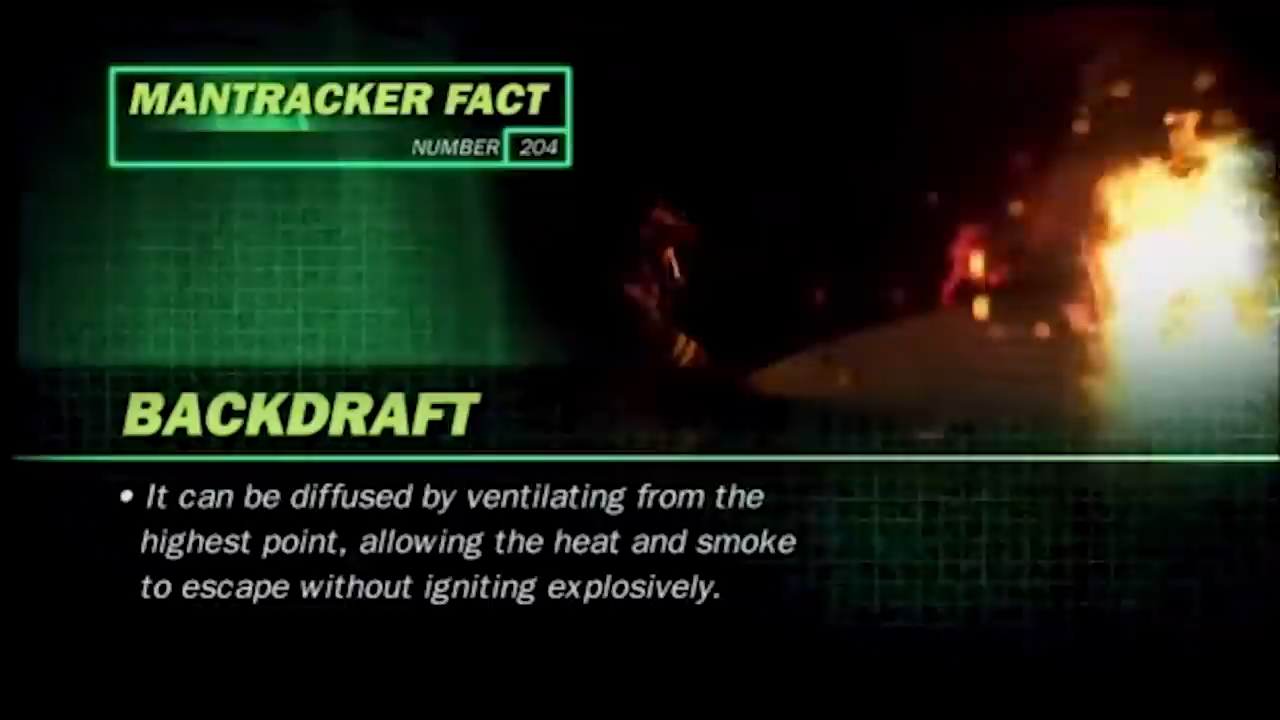 MANTRACKER FACT
NUMBER 204
BACKDRAFT
• It can be diffused by ventilating from the
highest point, allowing the heat and smoke
to escape without igniting explosively.